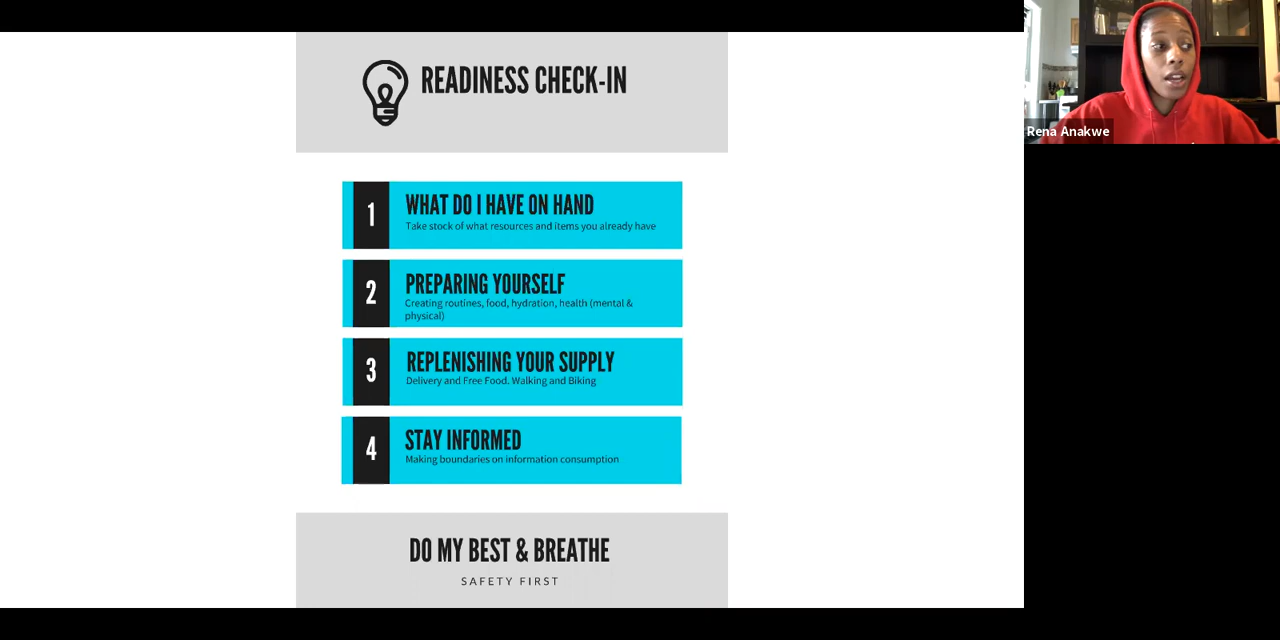 READINESS CHECK-IN
Rena Anakwe
1
WHAT DO I HAVE ON HAND
Take stock of what resources and items you already have
2
PREPARING YOURSELF
Creating routines, food, hydration, health (mental &
physical)
3
REPLENISHING YOUR SUPPLY
Delivery and Free Food. Walking and Biking
4
STAY INFORMED
Making boundaries on information consumption
DO MY BEST & BREATHE
SAFETY FIRST